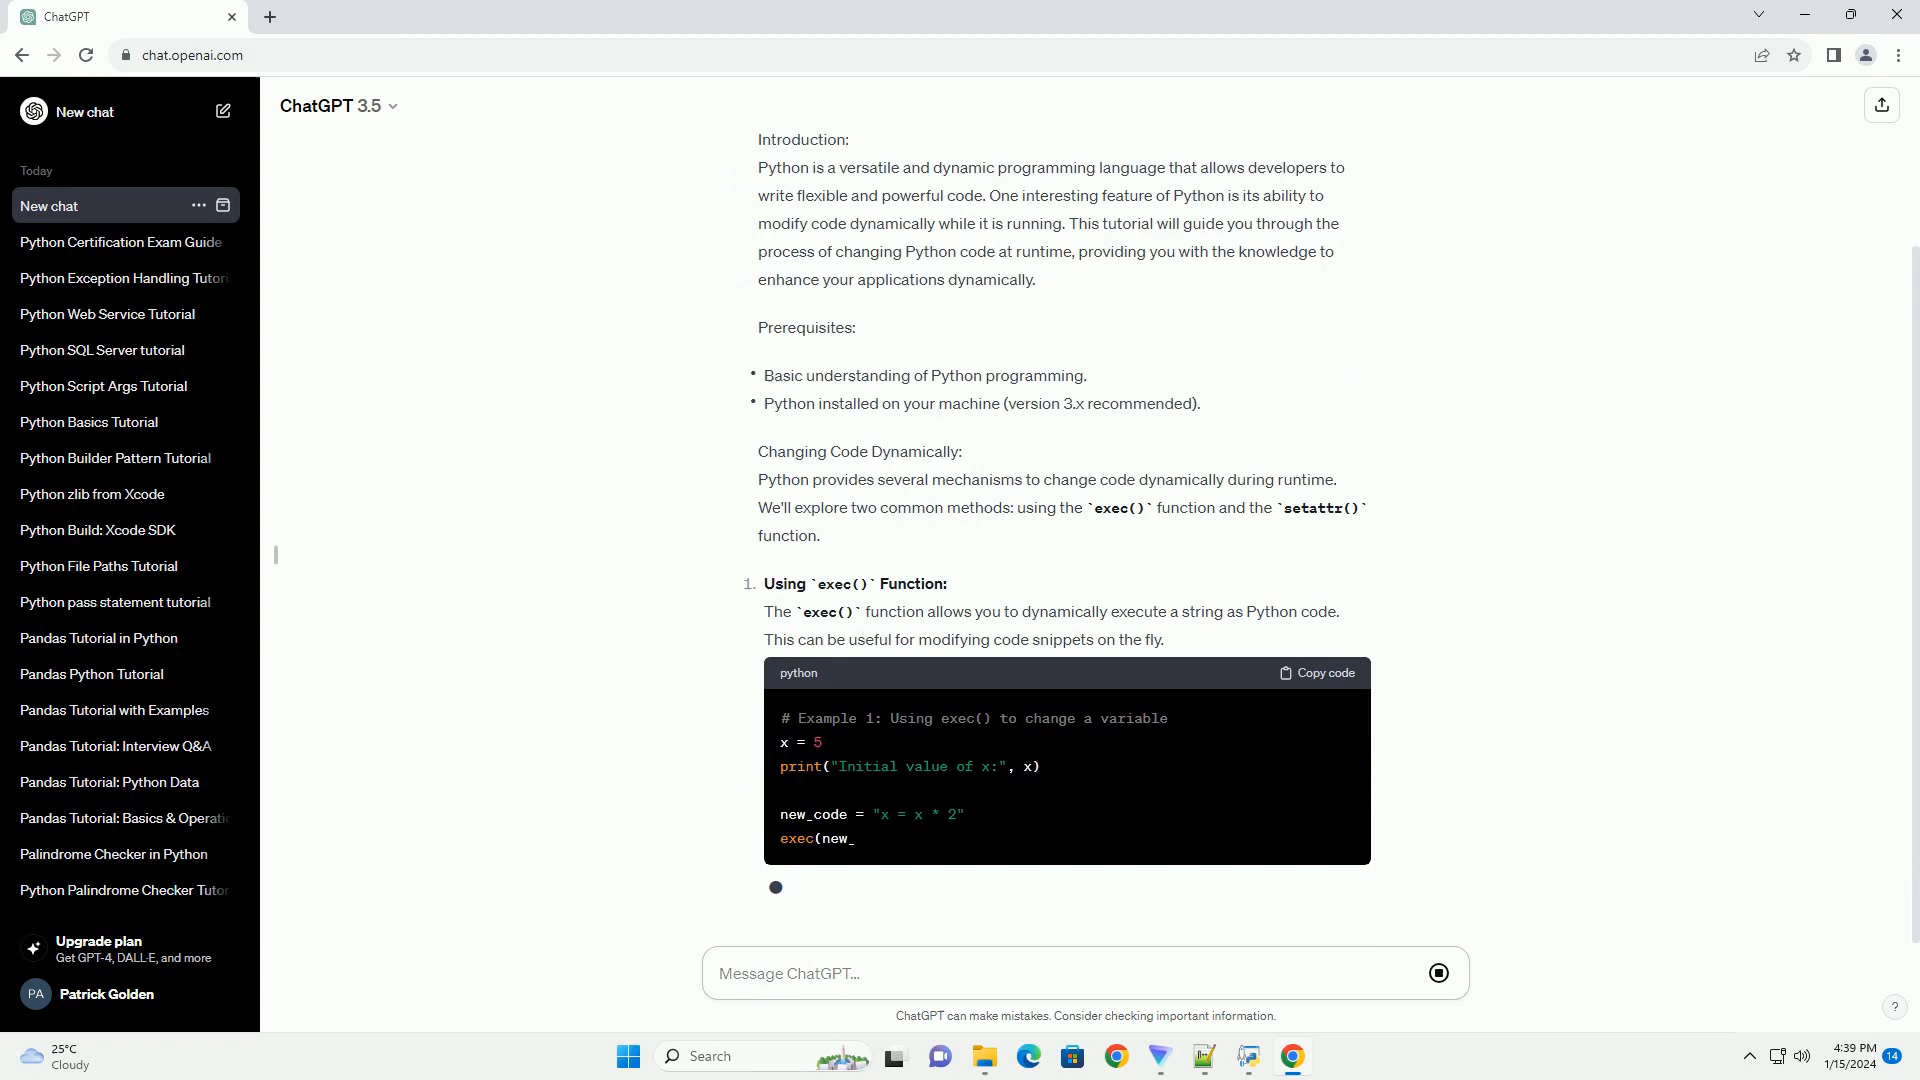 ChatGPT
chat.openai.com
New chat
Today
New chat
Python Certification Exam Guide
Python Exception Handling Tutori
Python Web Service Tutorial
Python SQL Server tutorial
Python Script Args Tutorial
Python Basics Tutorial
Python Builder Pattern Tutorial
Python zlib from Xcode
Python Build: Xcode SDK
Python File Paths Tutorial
Python pass statement tutorial
Pandas Tutorial in Python
Pandas Python Tutorial
Pandas Tutorial with Examples
Pandas Tutorial: Interview Q&A
Pandas Tutorial: Python Data
Pandas Tutorial: Basics & Operatio
Palindrome Checker in Python
Python Palindrome Checker Tutor
Upgrade plan
Get GPT-4, DALL·E, and more
PA Patrick Golden
ChatGPT 3.5
Introduction:
Python is a versatile and dynamic programming language that allows developers to
write flexible and powerful code. One interesting feature of Python is its ability to
modify code dynamically while it is running. This tutorial will guide you through the
process of changing Python code at runtime, providing you with the knowledge to
enhance your applications dynamically.
Prerequisites:
• Basic understanding of Python programming.
• Python installed on your machine (version 3.x recommended).
Changing Code Dynamically:
Python provides several mechanisms to change code dynamically during runtime.
We'll explore two common methods: using the `exec()` function and the `setattr()`
function.
1. Using `exec()` Function:
The `exec()` function allows you to dynamically execute a string as Python code.
This can be useful for modifying code snippets on the fly.
python Copy code
# Example 1: Using exec() to change a variable
x = 5
print("Initial value of x:", x)
new_code = "x = x * 2"
exec(new_
Message ChatGPT...
ChatGPT can make mistakes. Consider checking important information.
?
25°C
Cloudy
Search
4:39 PM
1/15/2024
14